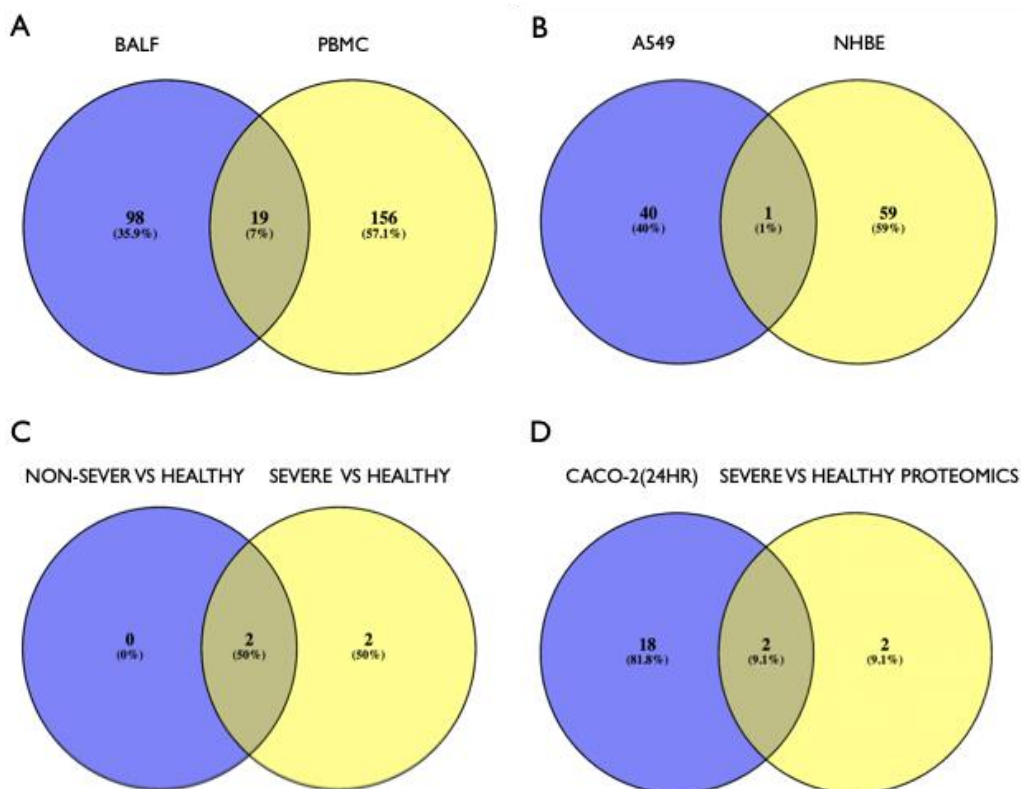 A
BALF
PBMC
98
(35.9%)
19
(7%)
156
(57.1%)
B
A549
NHBE
40
(40%)
1
(1%)
59
(59%)
C
NON-SEVER VS HEALTHY
SEVERE VS HEALTHY
0
(0%)
2
(50%)
2
(50%)
D
CACO-2(24HR)
SEVERE VS HEALTHY PROTEOMICS
18
(81.8%)
2
(9.1%)
2
(9.1%)